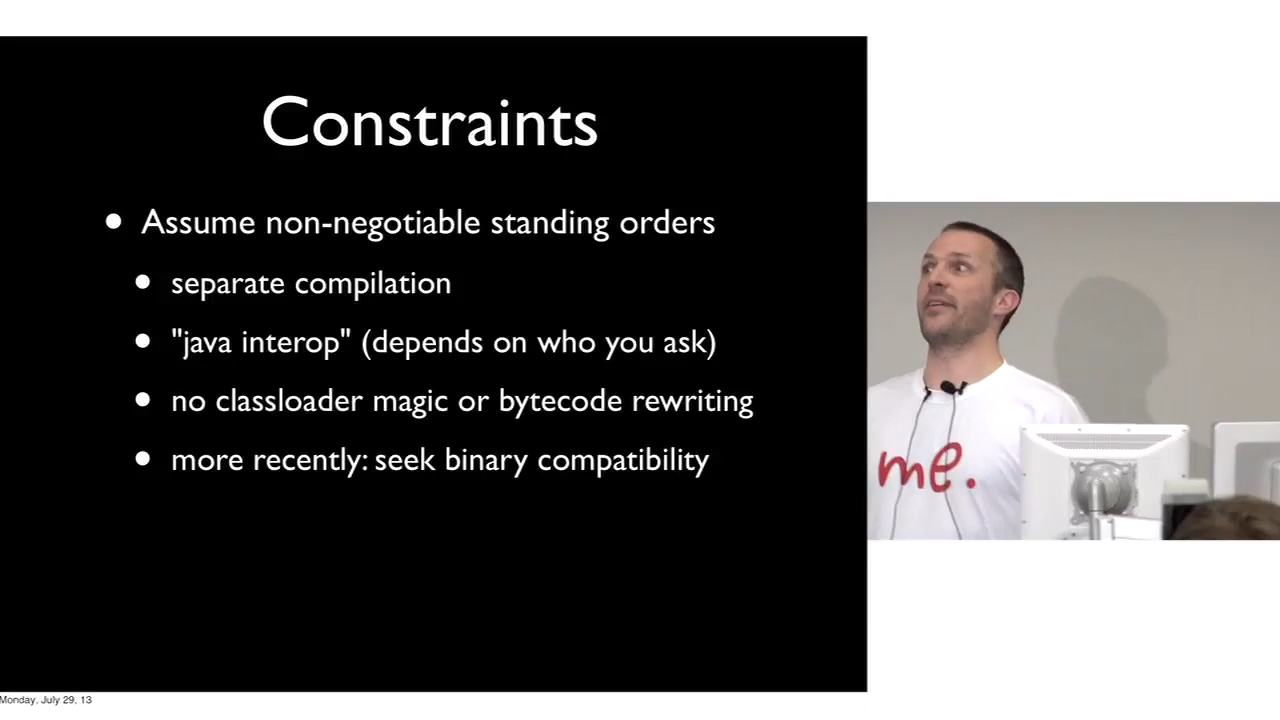 Constraints
• Assume non-negotiable standing orders
• separate compilation
• "java interop" (depends on who you ask)
• no classloader magic or bytecode rewriting
• more recently: seek binary compatibility
me.
Monday, July 29, 13